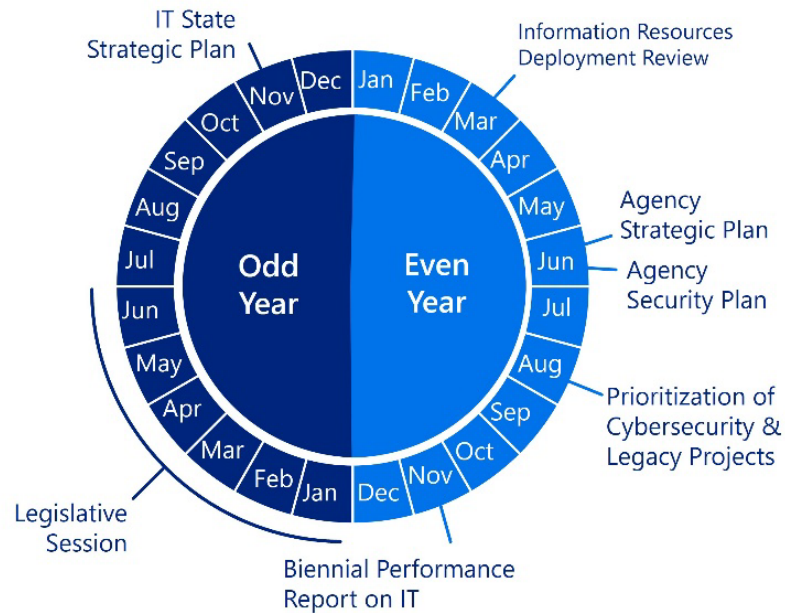 IT State
Strategic Plan
Information Resources
Deployment Review
Jan
Feb
Mar
Apr
May
Jun
Jul
Aug
Sep
Oct
Nov
Dec
Jan
Feb
Mar
Apr
May
Jun
Jul
Aug
Sep
Oct
Nov
Dec
Odd
Year
Even
Year
Agency
Strategic Plan
Agency
Security Plan
Prioritization of
Cybersecurity &
Legacy Projects
Biennial Performance
Report on IT
Legislative
Session